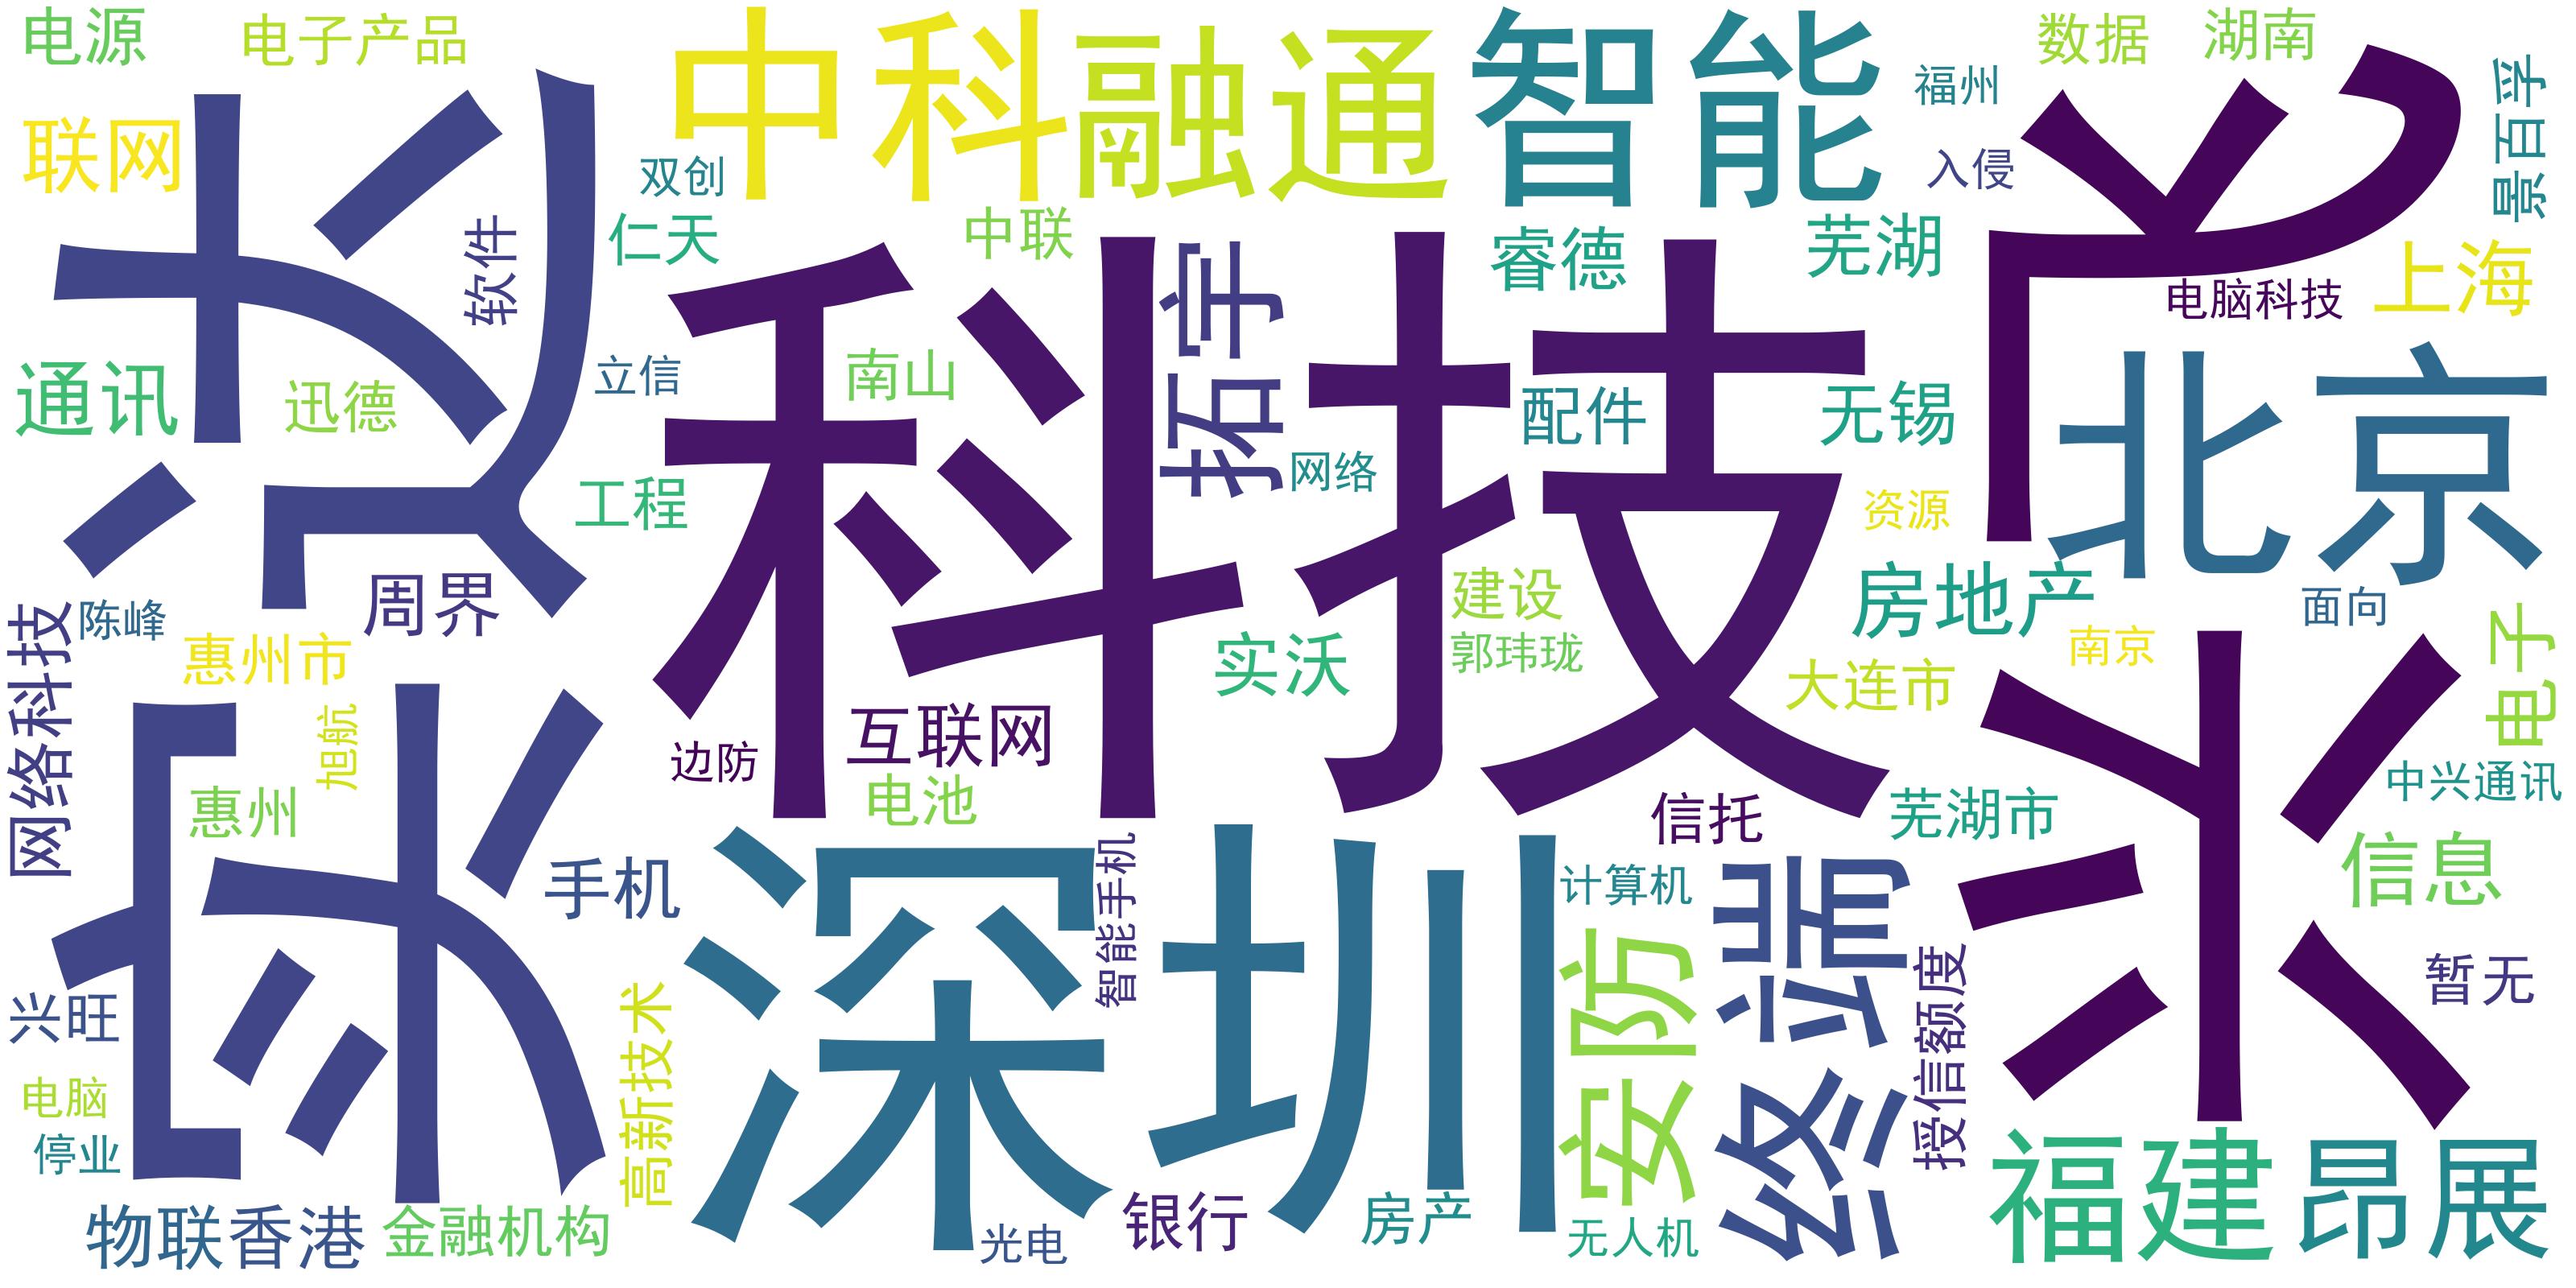 电源
电子产品
中科融通
智能
数据
湖南
福州
景百孚
联网
双创
入侵
实达
兴飞
仁天
中联
软件
科技
拓宇
睿德
芜湖
上海
电脑科技
通讯
迅德
立信
南山
配件
无锡
北京
网络
工程
资源
周界
陈峰
建设
房地产
面向
网络科技
惠州市
实沃
郭玮珑
大连市
南京
电子
旭航
互联网
边防
惠州
电池
信托
芜湖市
中兴通讯
手机
深圳
智能手机
计算机
安防
终端
信息
授信额度
暂无
兴旺
高新技术
电脑
停业
福建
昂展
物联
香港
金融机构
光电
银行
房产
无人机